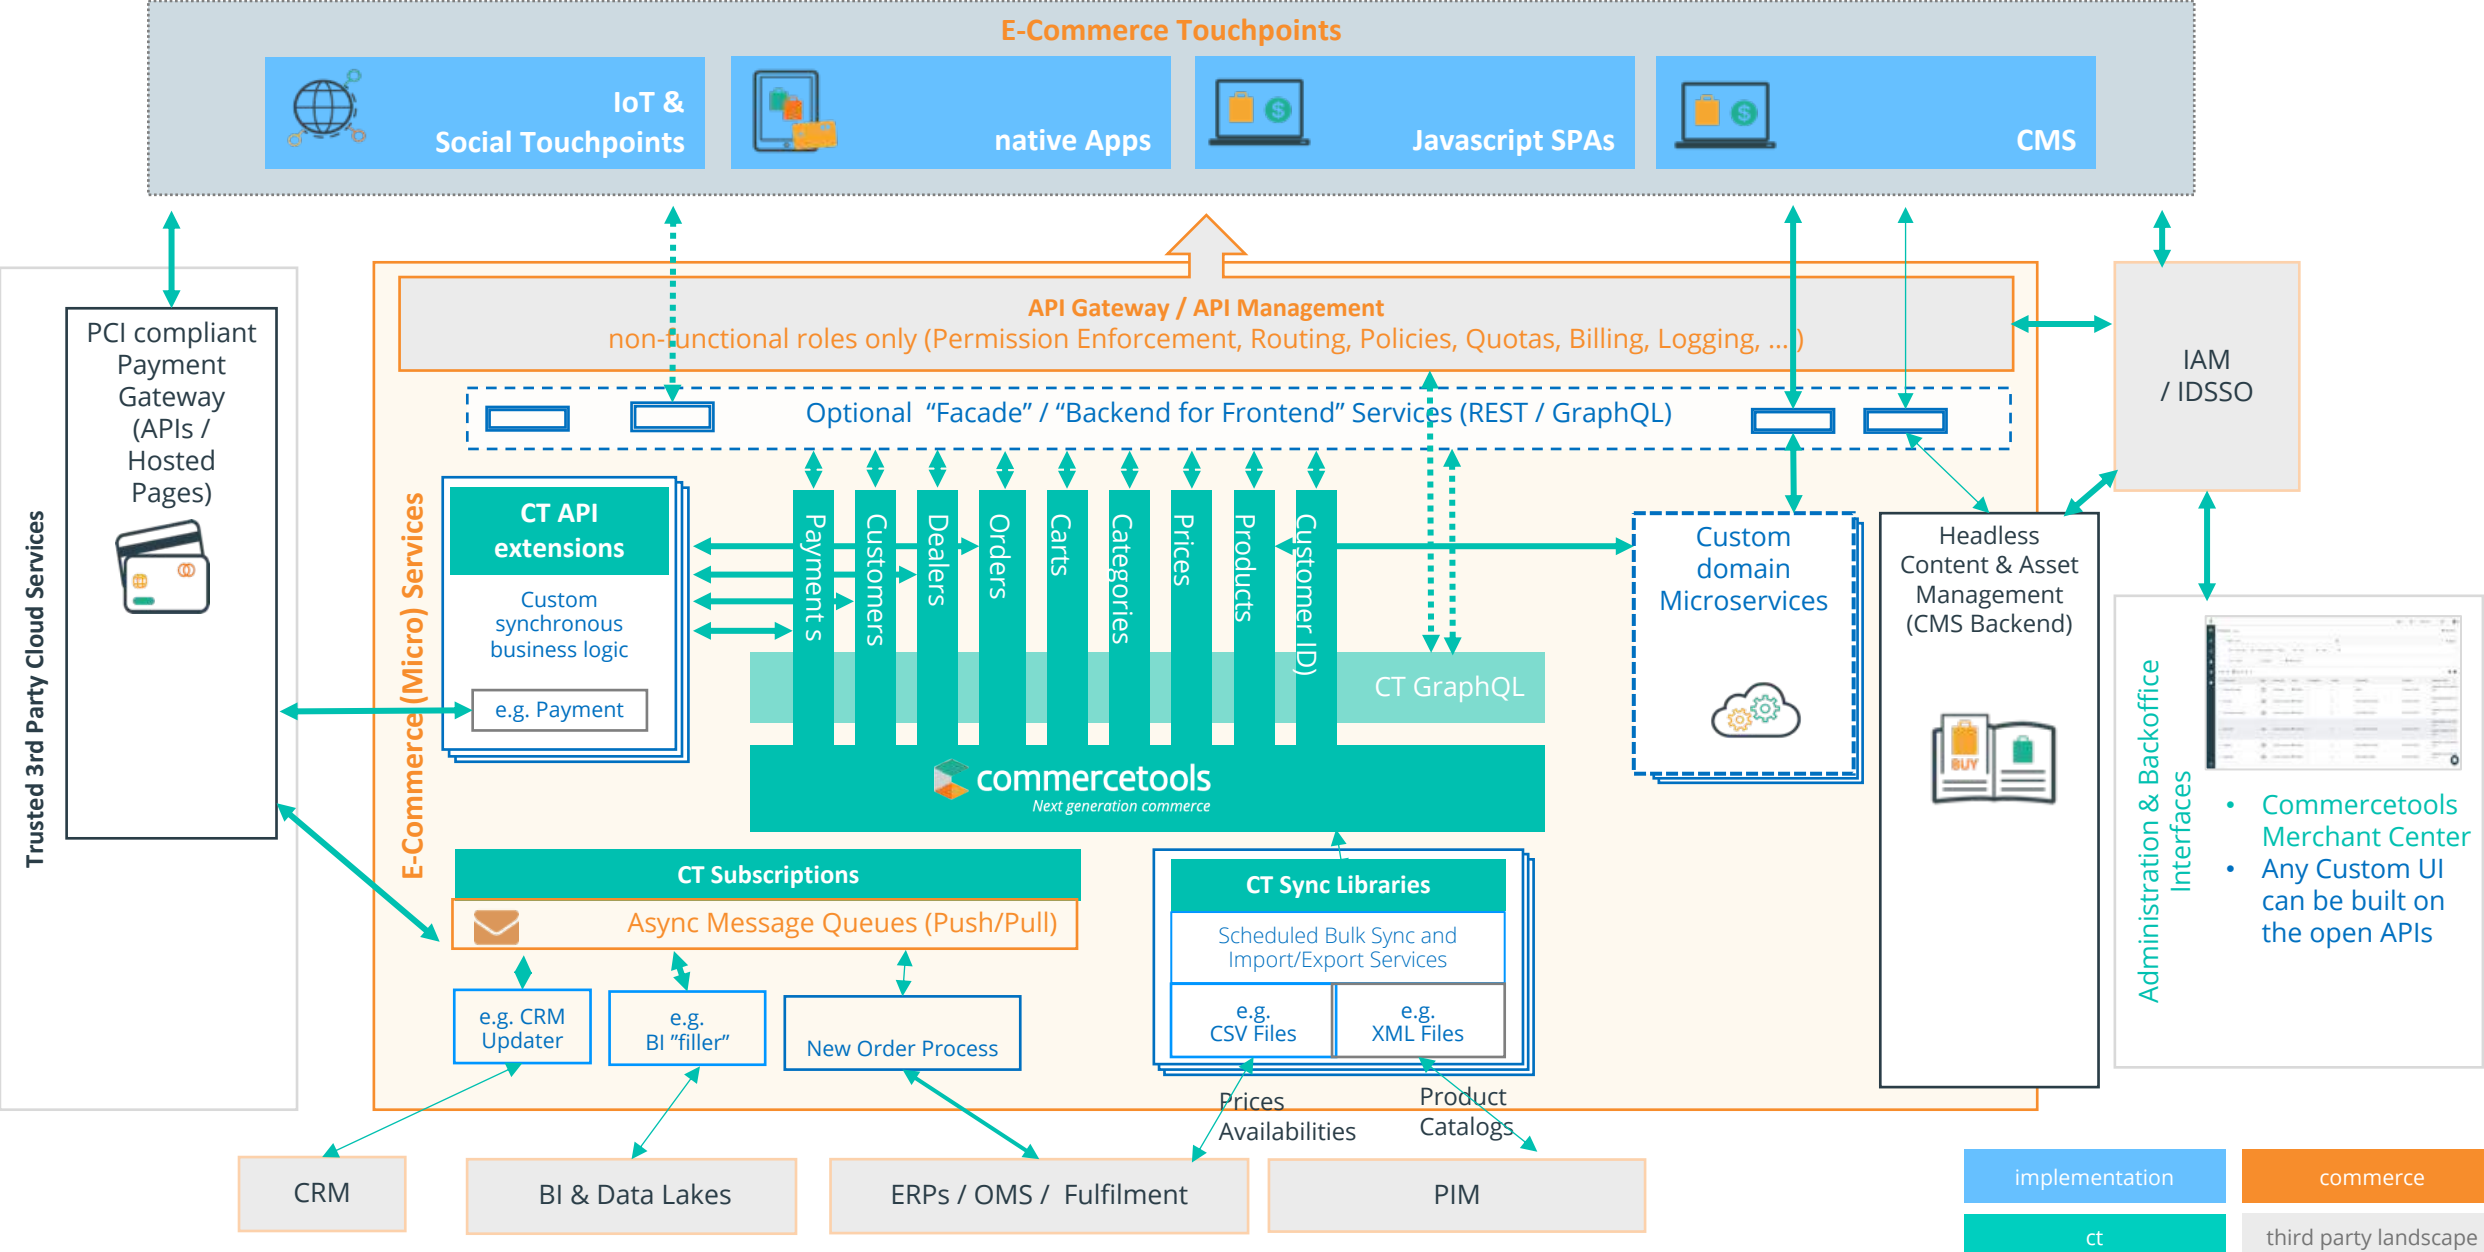 E-Commerce Touchpoints
IoT &
Social Touchpoints
native Apps
Javascript SPAs
CMS
API Gateway / API Management
non-functional roles only (Permission Enforcement, Routing, Policies, Quotas, Billing, Logging, ... )
Optional “Facade” / “Backend for Frontend” Services (REST / GraphQL)
Trusted 3rd Party Cloud Services
PCI compliant
Payment
Gateway
(APIs /
Hosted
Pages)
E-Commerce (Micro) Services
CT API
extensions
Custom
synchronous
business logic
e.g. Payment
Payment s
Customers
Dealers
Orders
Carts
Categories
Prices
Products
Customer ID)
CT GraphQL
commercetools
Next generation commerce
Custom
domain
Microservices
Headless
Content & Asset
Management
(CMS Backend)
BUY
IAM
/ IDSSO
Administration & Backoffice
Interfaces
• Commercetools
Merchant Center
• Any Custom UI
can be built on
the open APIs
CT Subscriptions
Async Message Queues (Push/Pull)
e.g. CRM
Updater
e.g.
BI ”filler”
New Order Process
CT Sync Libraries
Scheduled Bulk Sync and
Import/Export Services
e.g.
CSV Files
e.g.
XML Files
Prices
Availabilities
Product
Catalogs
CRM
BI & Data Lakes
ERPs / OMS / Fulfilment
PIM
implementation
commerce
ct
third party landscape